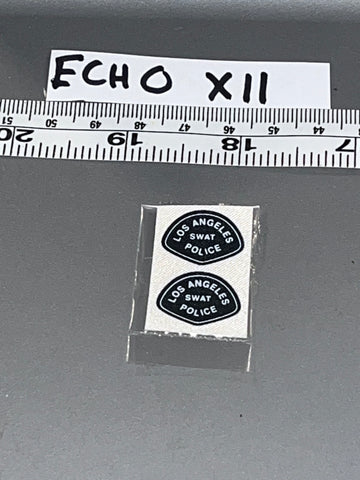 ECHO XII
51 50 49 48 47 46 45 44
20 19 18 17
LOS ANGELES
SWAT
POLICE
LOS ANGELES
SWAT
POLICE